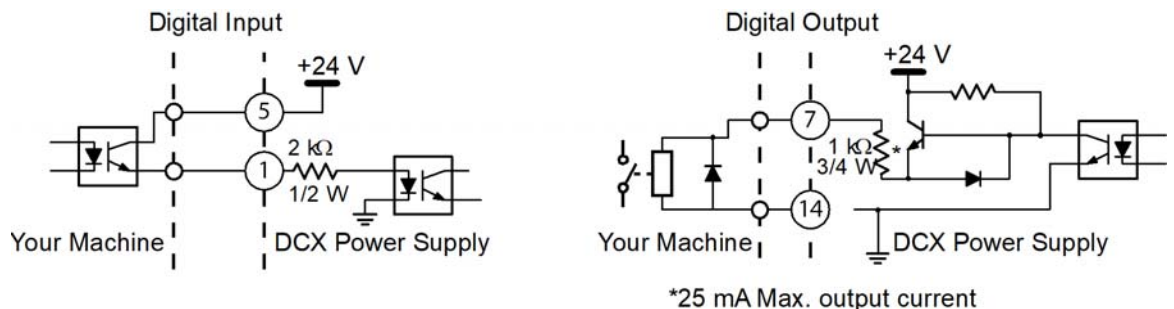 Digital Input
+24 V
5
1
2 kΩ
1/2 W
Your Machine
DCX Power Supply
Digital Output
+24 V
7
1 kΩ *
3/4 W
14
Your Machine
DCX Power Supply
*25 mA Max. output current